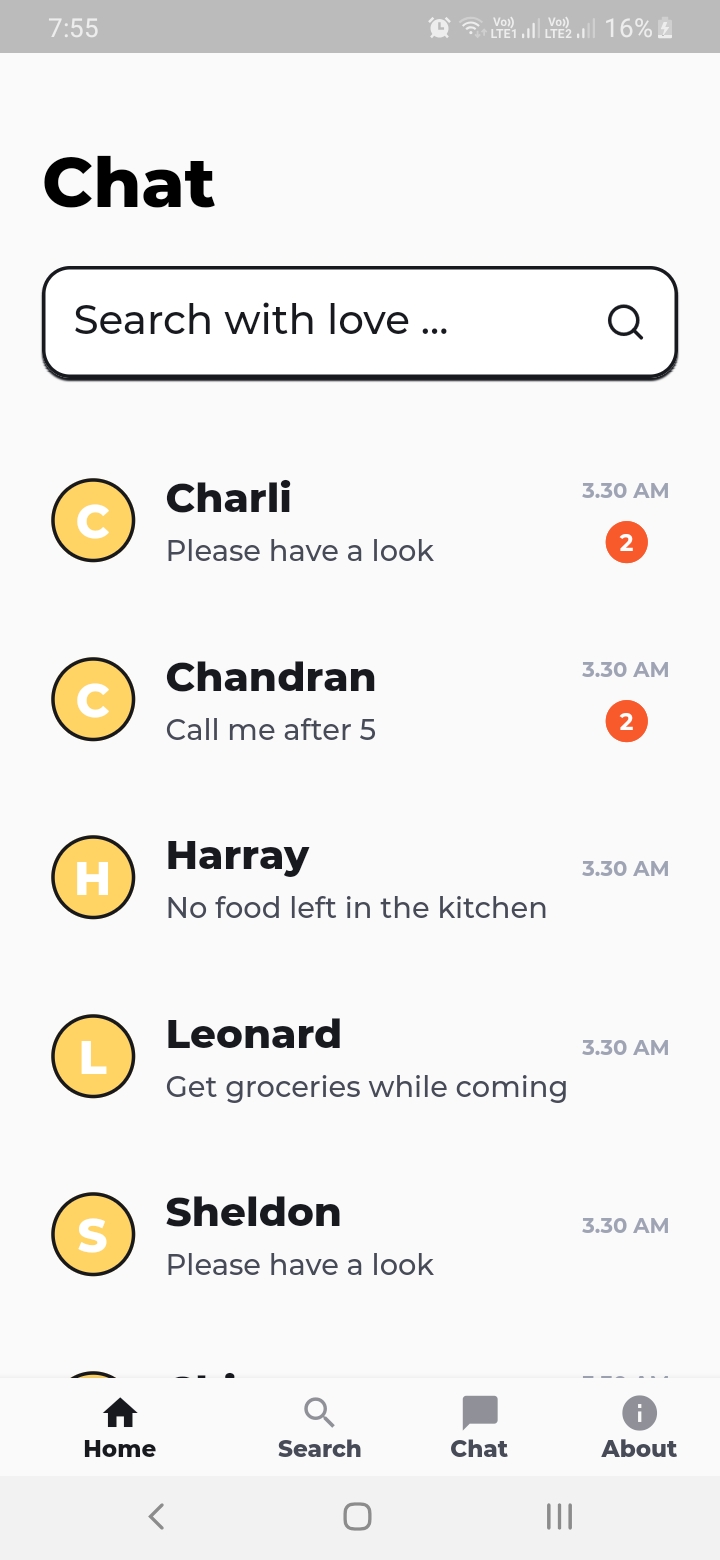 7:55
Vo)) LTE1 Vo)) LTE2 16%
Chat
Search with love ...
C
Charli
3.30 AM
Please have a look
2
C
Chandran
3.30 AM
Call me after 5
2
H
Harray
3.30 AM
No food left in the kitchen
L
Leonard
3.30 AM
Get groceries while coming
S
Sheldon
3.30 AM
Please have a look
Home
Search
Chat
About